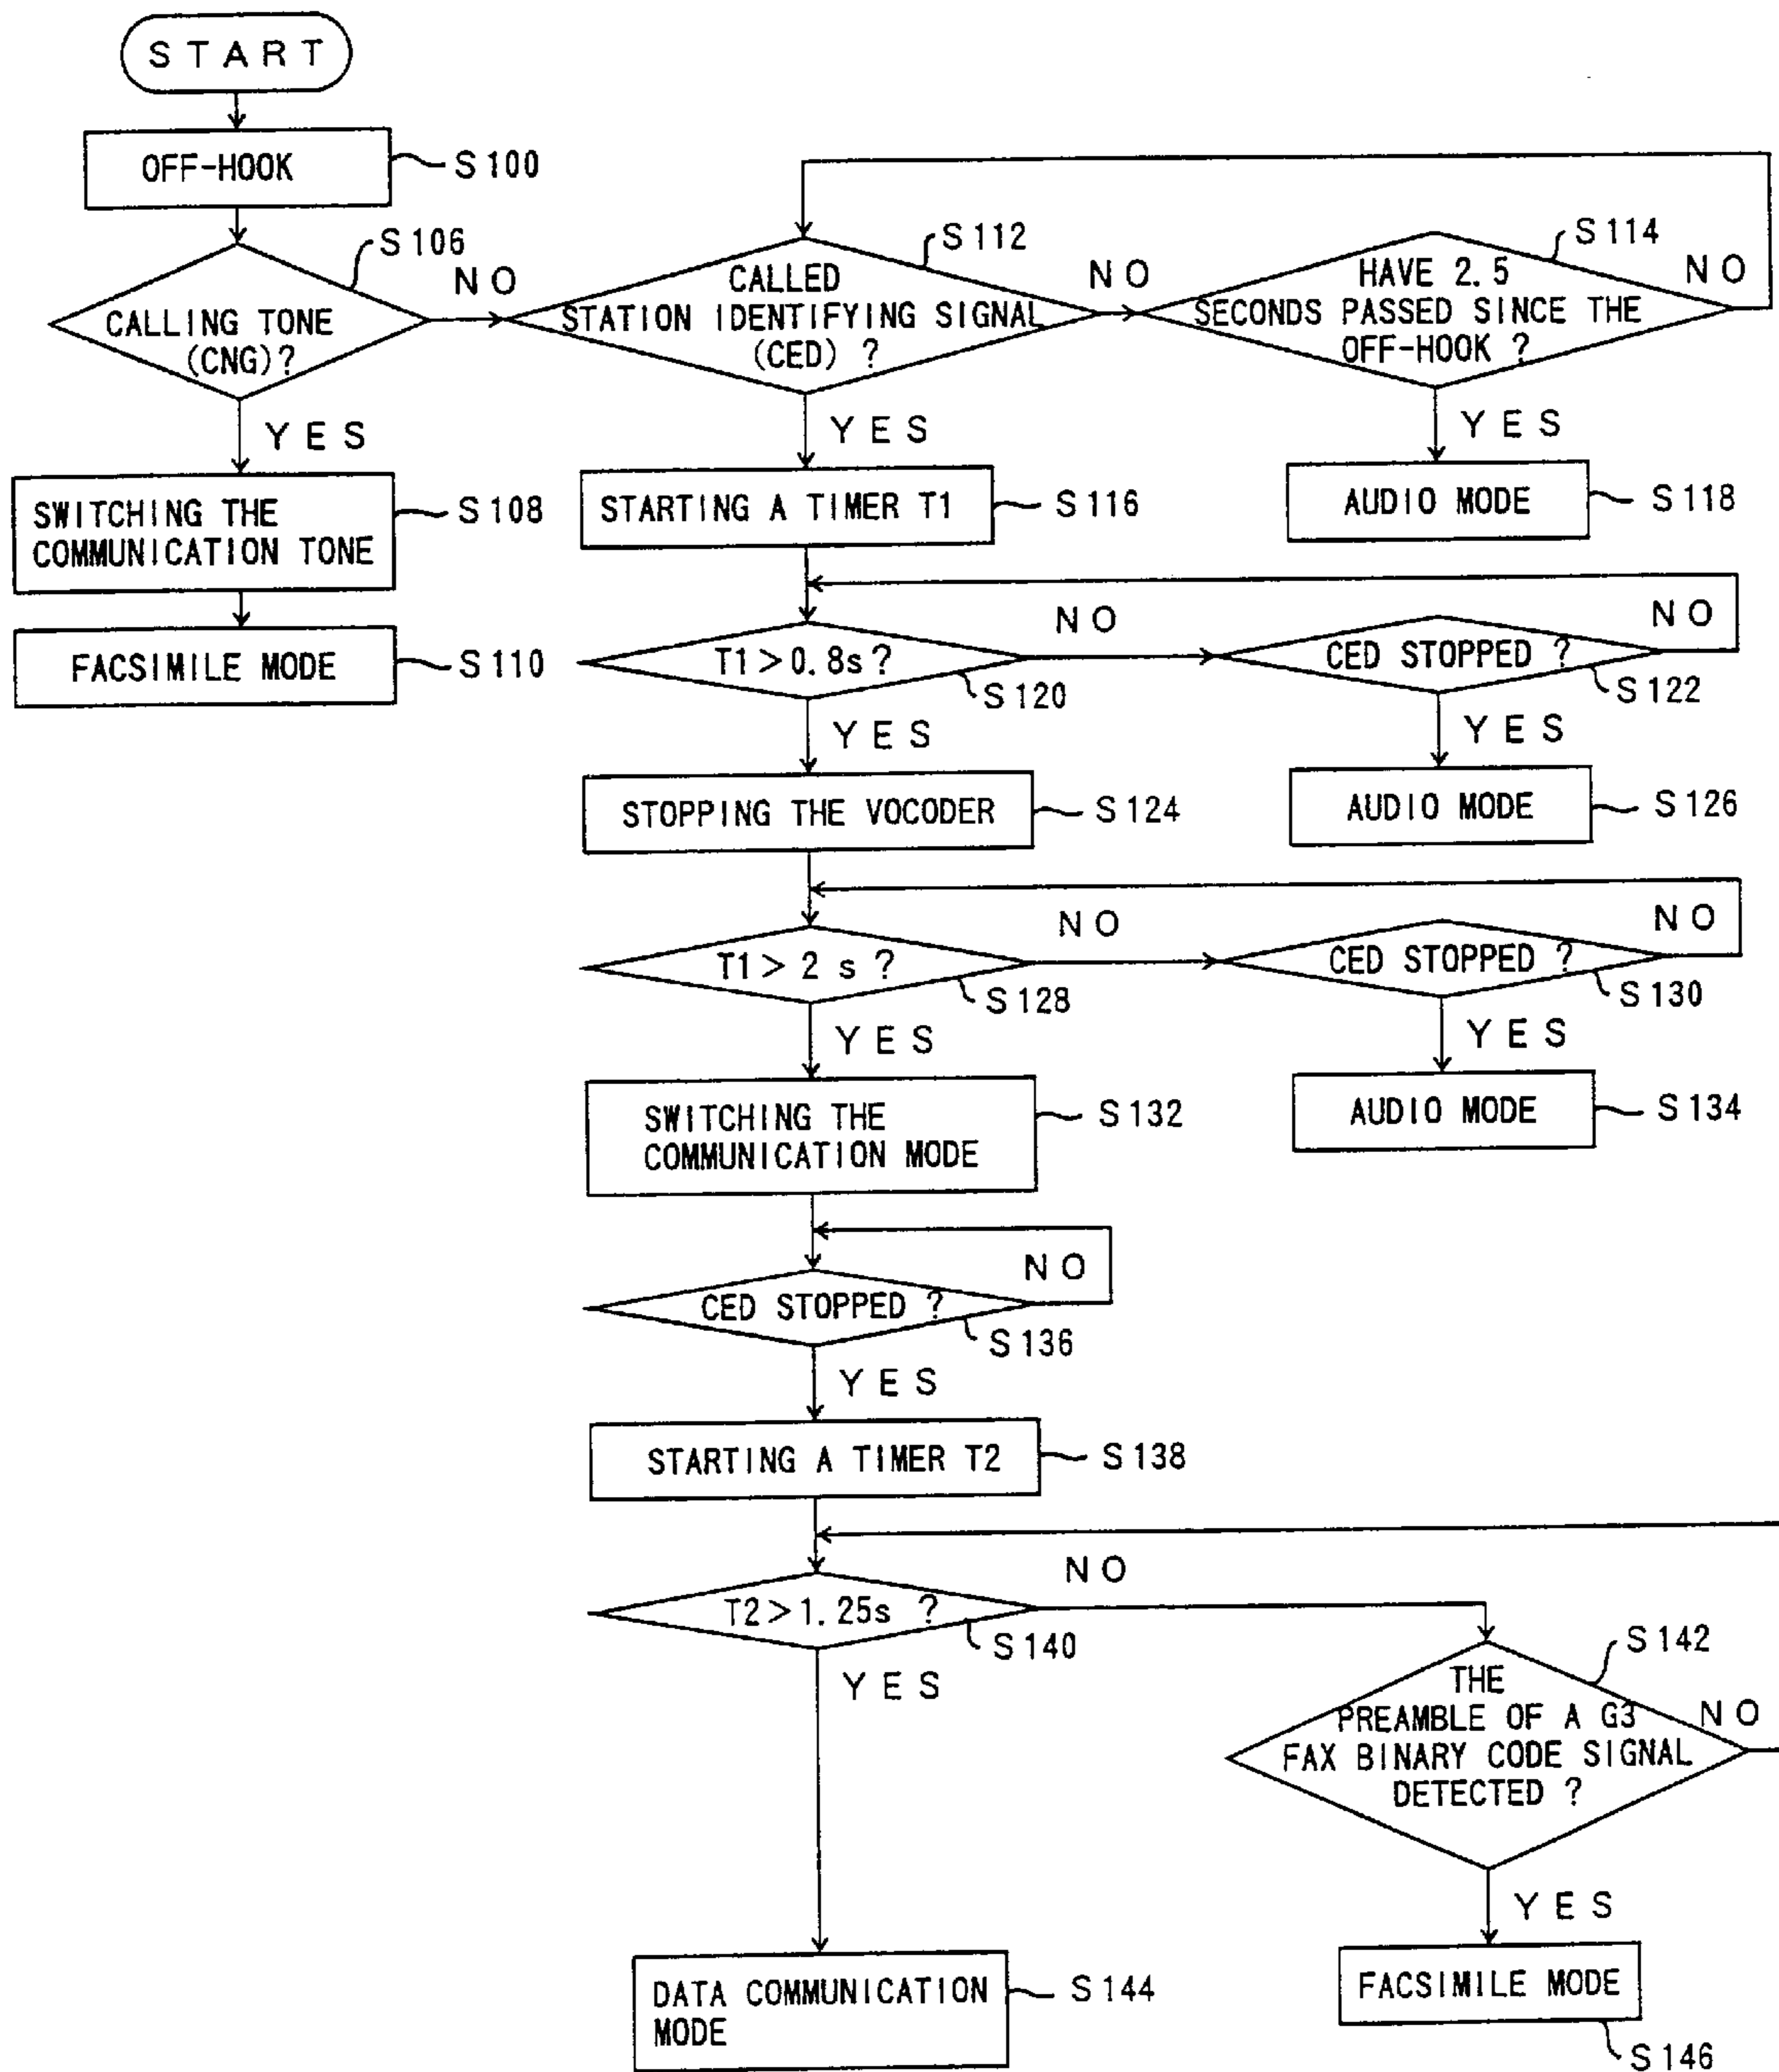 START
OFF-HOOK
S100
S106
CALLING TONE
(CNG)?
NO
YES
SWITCHING THE
COMMUNICATION TONE
S108
FACSIMILE MODE
S110
S112
CALLED
STATION IDENTIFYING SIGNAL
(CED) ?
NO
YES
S114
HAVE 2.5
SECONDS PASSED SINCE THE
OFF-HOOK ?
NO
YES
STARTING A TIMER T1
S116
AUDIO MODE
S118
T1>0.8s?
S120
NO
YES
CED STOPPED ?
S122
NO
YES
STOPPING THE VOCODER
S124
AUDIO MODE
S126
T1>2 s ?
S128
NO
YES
CED STOPPED ?
S130
NO
YES
SWITCHING THE
COMMUNICATION MODE
S132
AUDIO MODE
S134
CED STOPPED ?
S136
NO
YES
STARTING A TIMER T2
S138
T2>1.25s ?
S140
NO
YES
S142
THE
PREAMBLE OF A G3
FAX BINARY CODE SIGNAL
DETECTED ?
NO
YES
DATA COMMUNICATION
MODE
S144
FACSIMILE MODE
S146